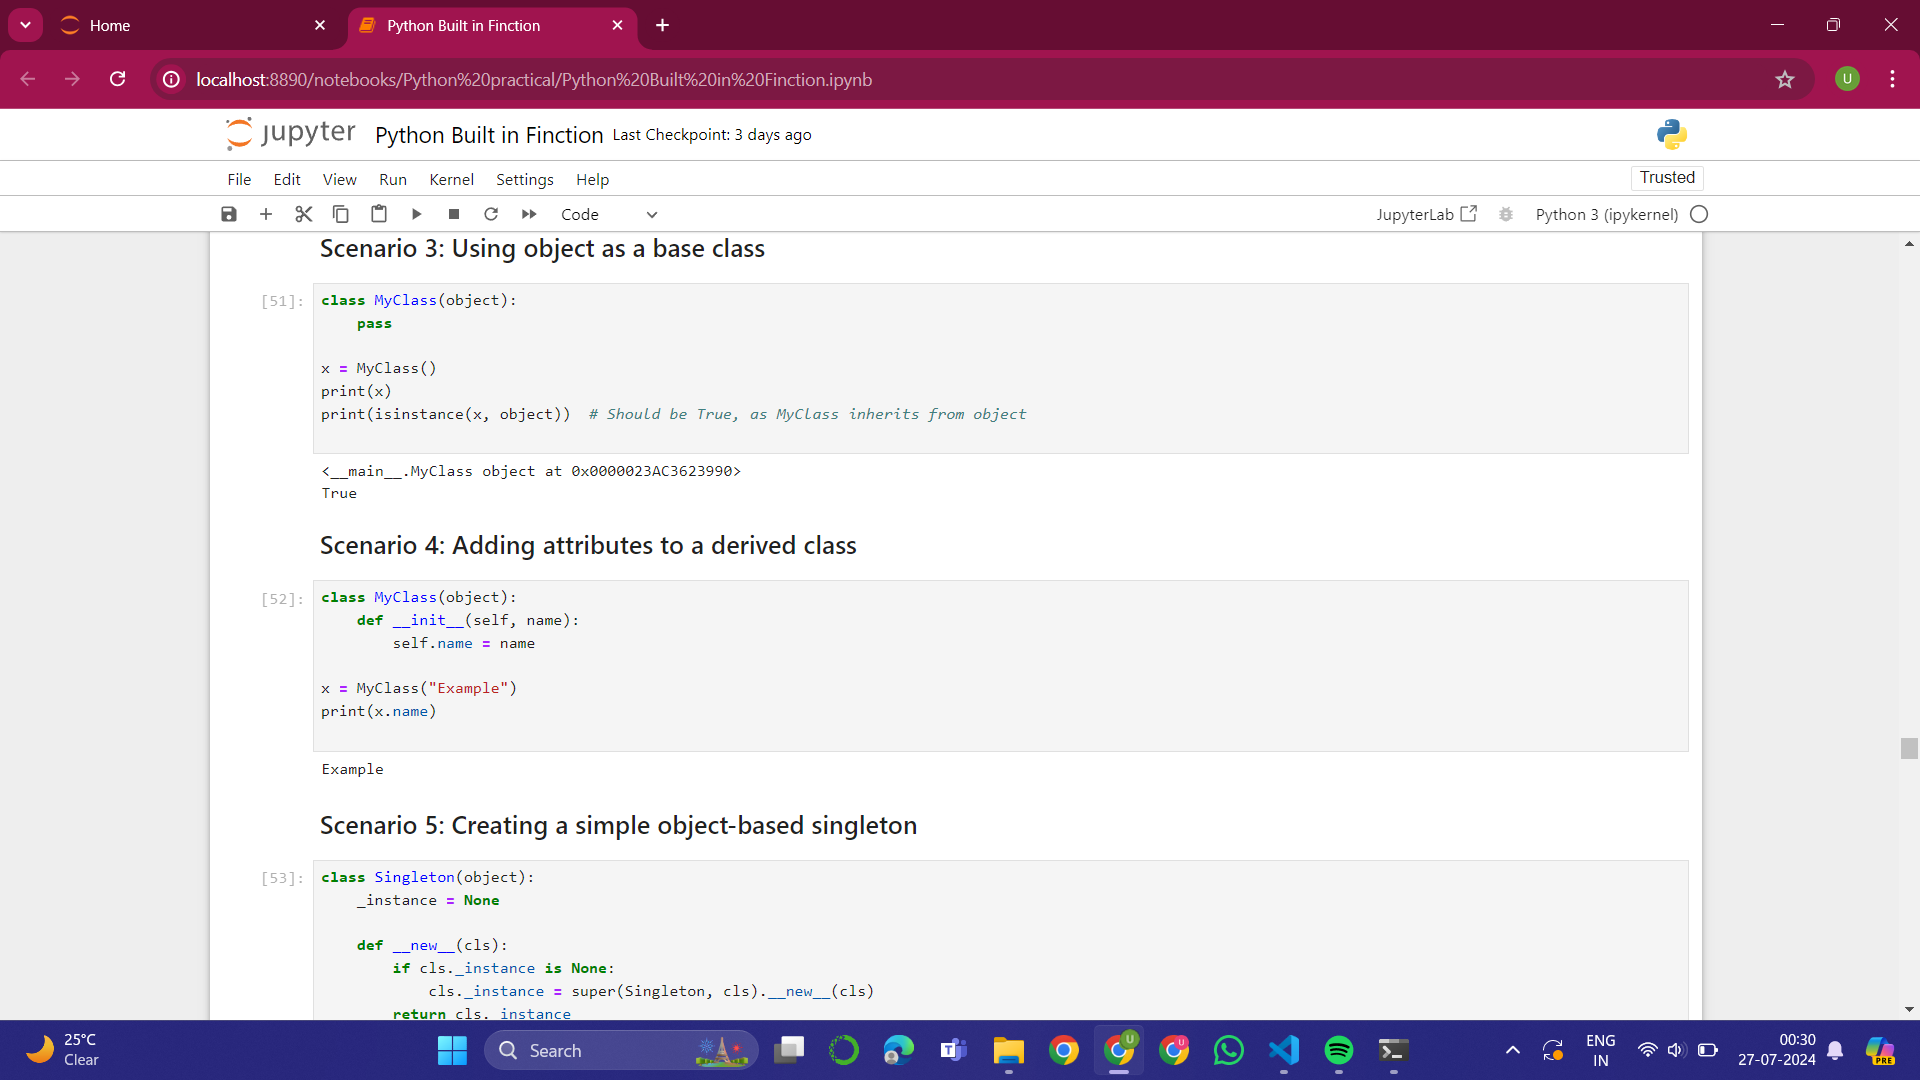 Home
Python Built in Finction
localhost:8890/notebooks/Python%20practical/Python%20Built%20in%20Finction.ipynb
U
jupyter Python Built in Finction Last Checkpoint: 3 days ago
File Edit View Run Kernel Settings Help
Trusted
Code
JupyterLab Python 3 (ipykernel)
Scenario 3: Using object as a base class
[51]: class MyClass(object):
    pass
x = MyClass()
print(x)
print(isinstance(x, object))  # Should be True, as MyClass inherits from object
<__main__.MyClass object at 0x0000023AC3623990>
True
Scenario 4: Adding attributes to a derived class
[52]: class MyClass(object):
    def __init__(self, name):
        self.name = name
x = MyClass("Example")
print(x.name)
Example
Scenario 5: Creating a simple object-based singleton
[53]: class Singleton(object):
    _instance = None
    def __new__(cls):
        if cls._instance is None:
            cls._instance = super(Singleton, cls).__new__(cls)
        return cls._instance
25°C
Clear
Search
U
U
ENG
IN
00:30
27-07-2024
PRE